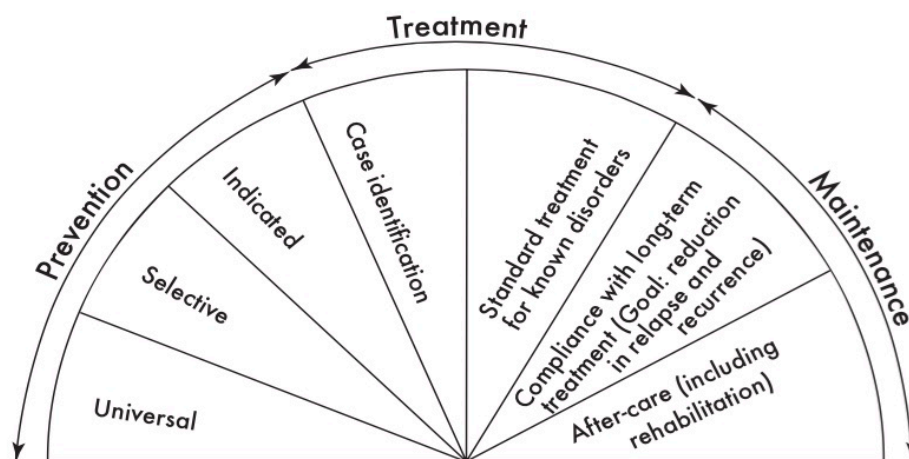 Treatment
Prevention
Maintenance
Universal
Selective
Indicated
Case identification
Standard treatment
for known disorders
Compliance with long-term
treatment (Goal: reduction
in relapse and
recurrence)
After-care (including
rehabilitation)